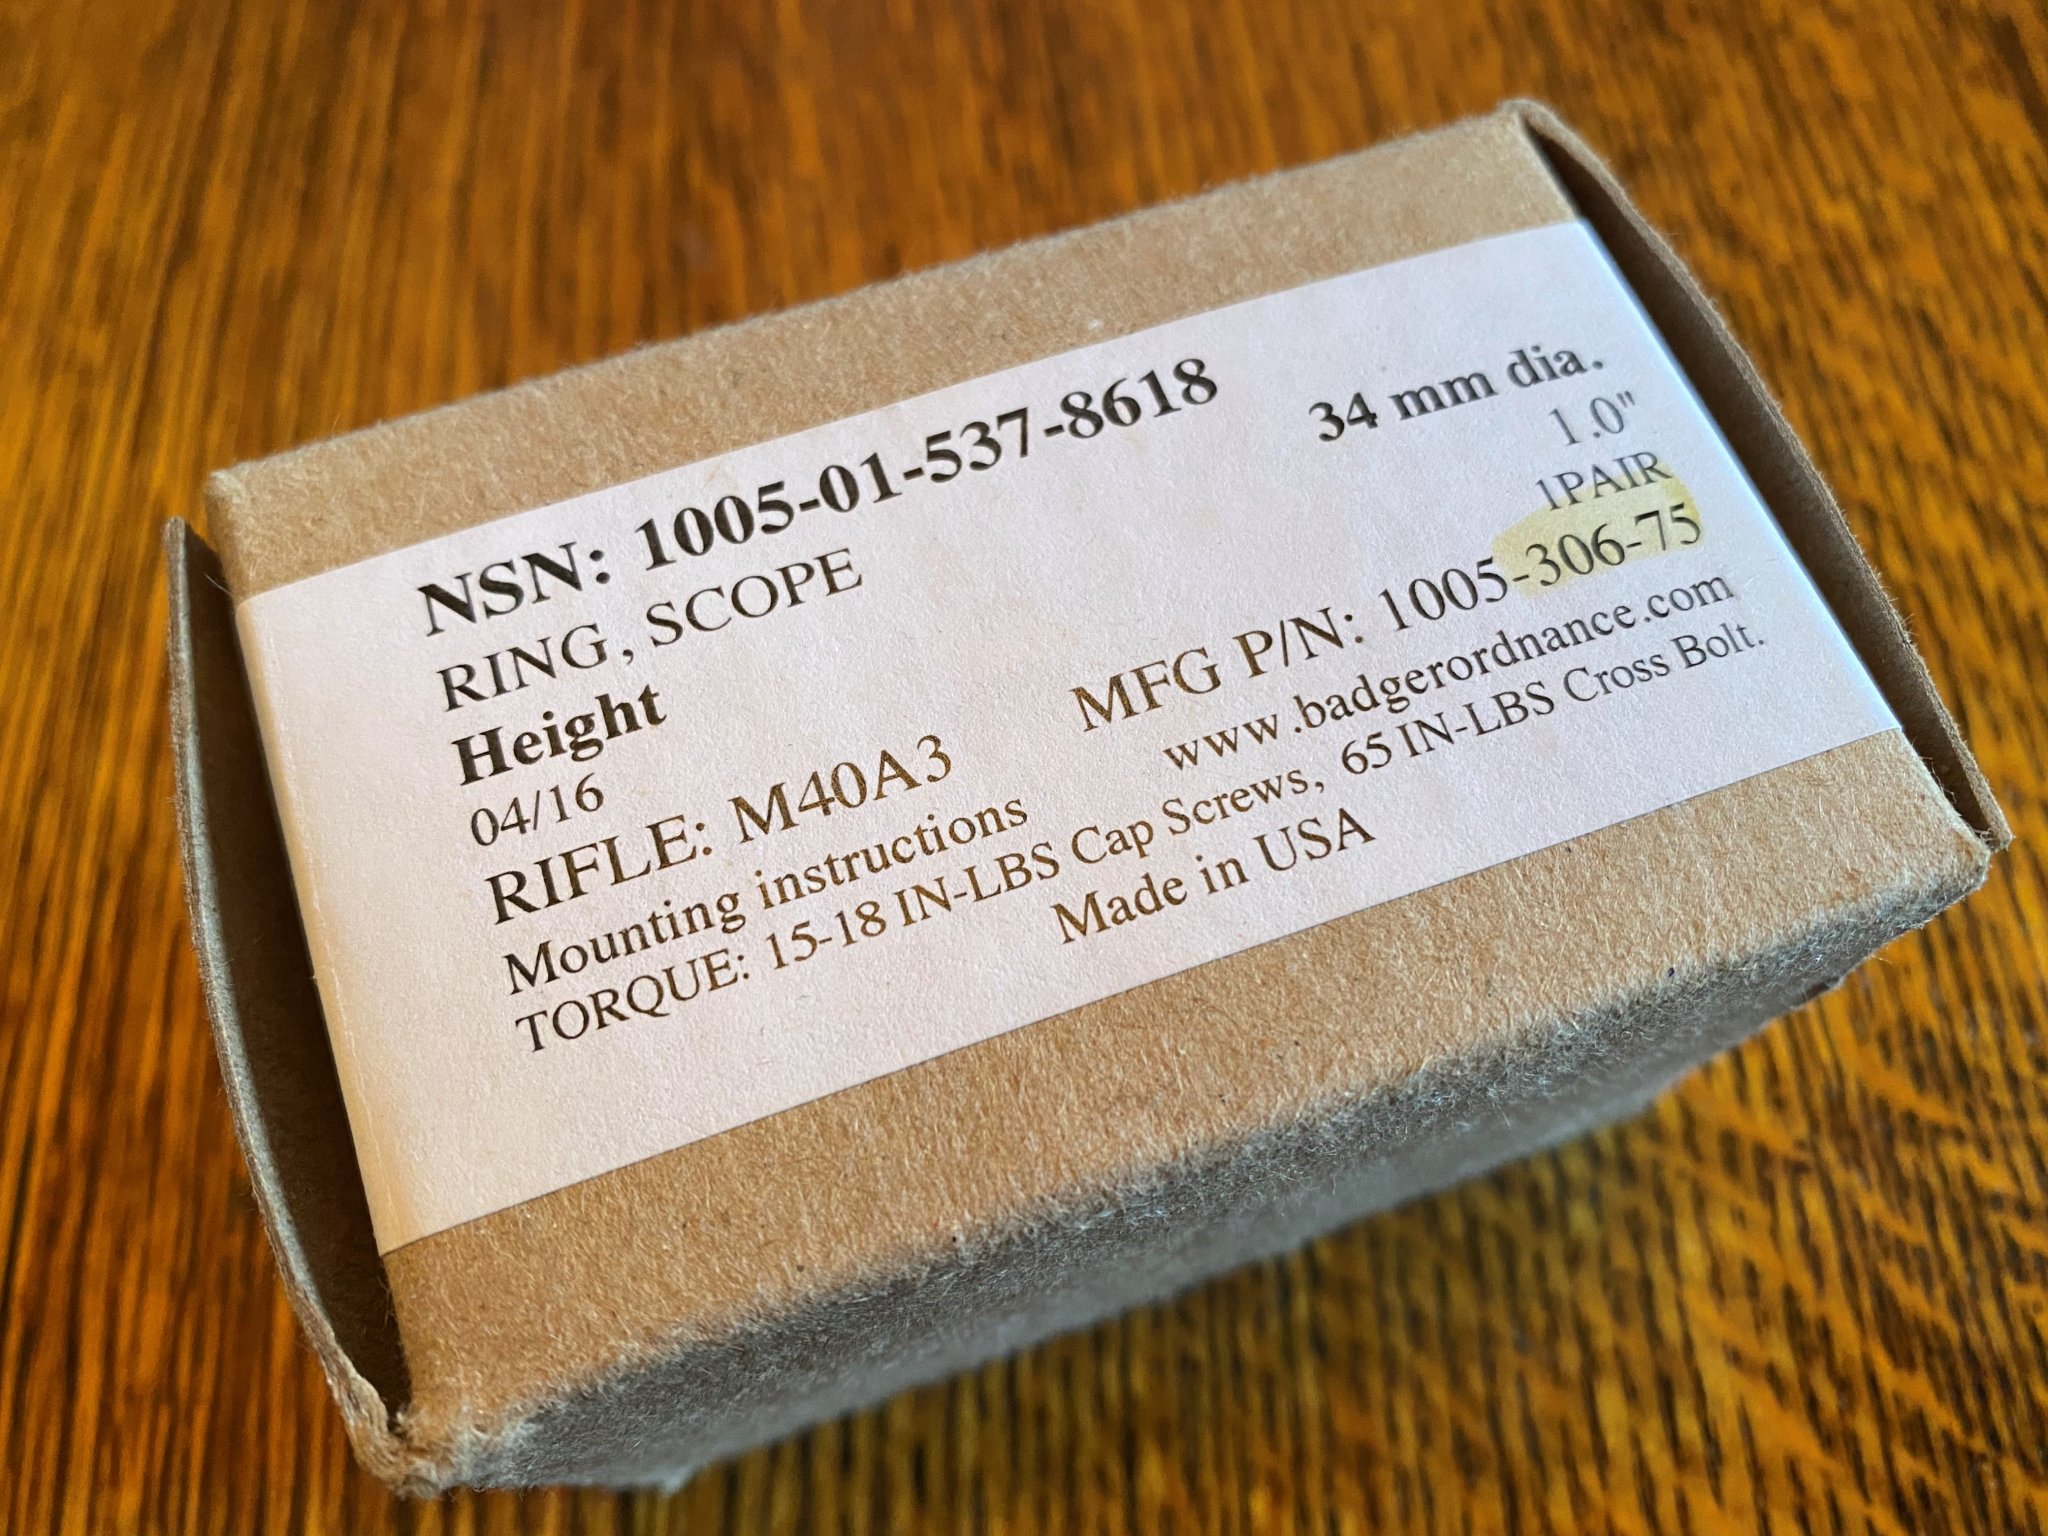 NSN: 1005-01-537-8618 34 mm dia.
RING, SCOPE 1.0"
Height 1PAIR
04/16 MFG P/N: 1005-306-75
RIFLE: M40A3 www.badgerordnance.com
Mounting instructions
TORQUE: 15-18 IN-LBS Cap Screws, 65 IN-LBS Cross Bolt.
Made in USA